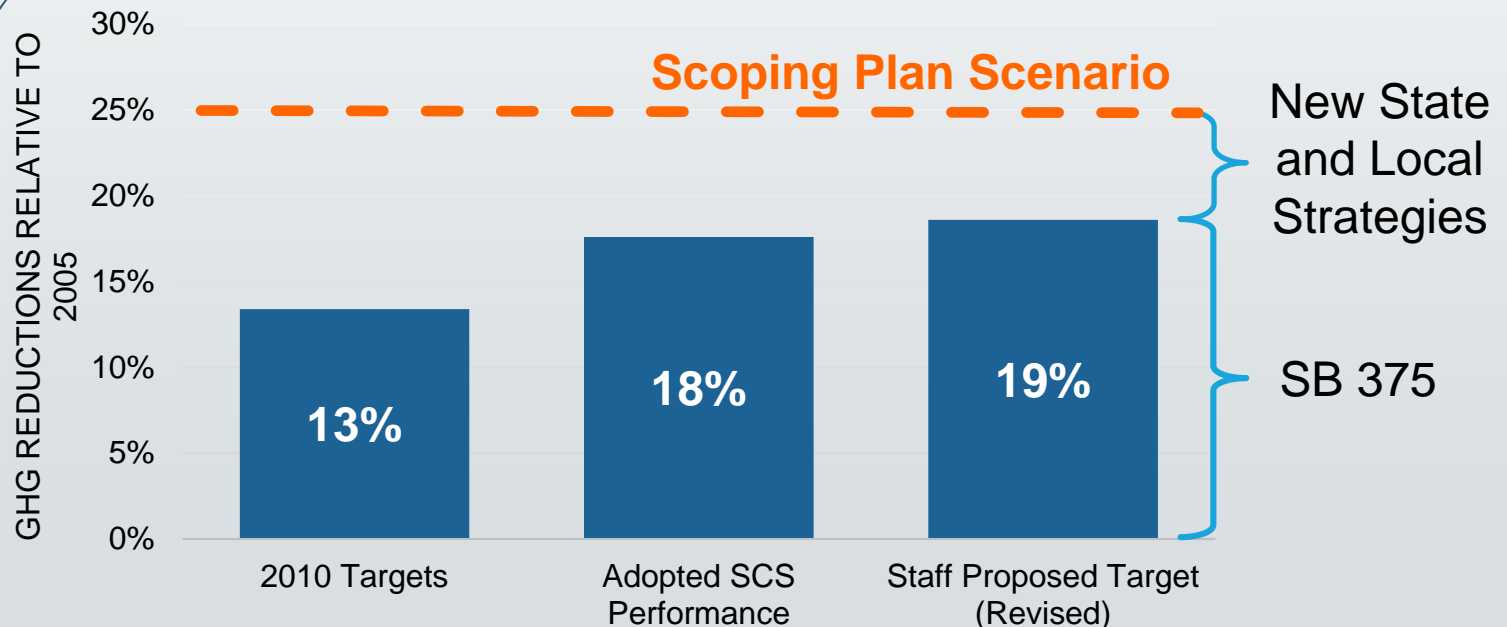 30%
25%
20%
15%
10%
5%
0%
GHG REDUCTIONS RELATIVE TO
2005
Scoping Plan Scenario
13%
18%
19%
2010 Targets
Adopted SCS
Performance
Staff Proposed Target
(Revised)
New State
and Local
Strategies
SB 375